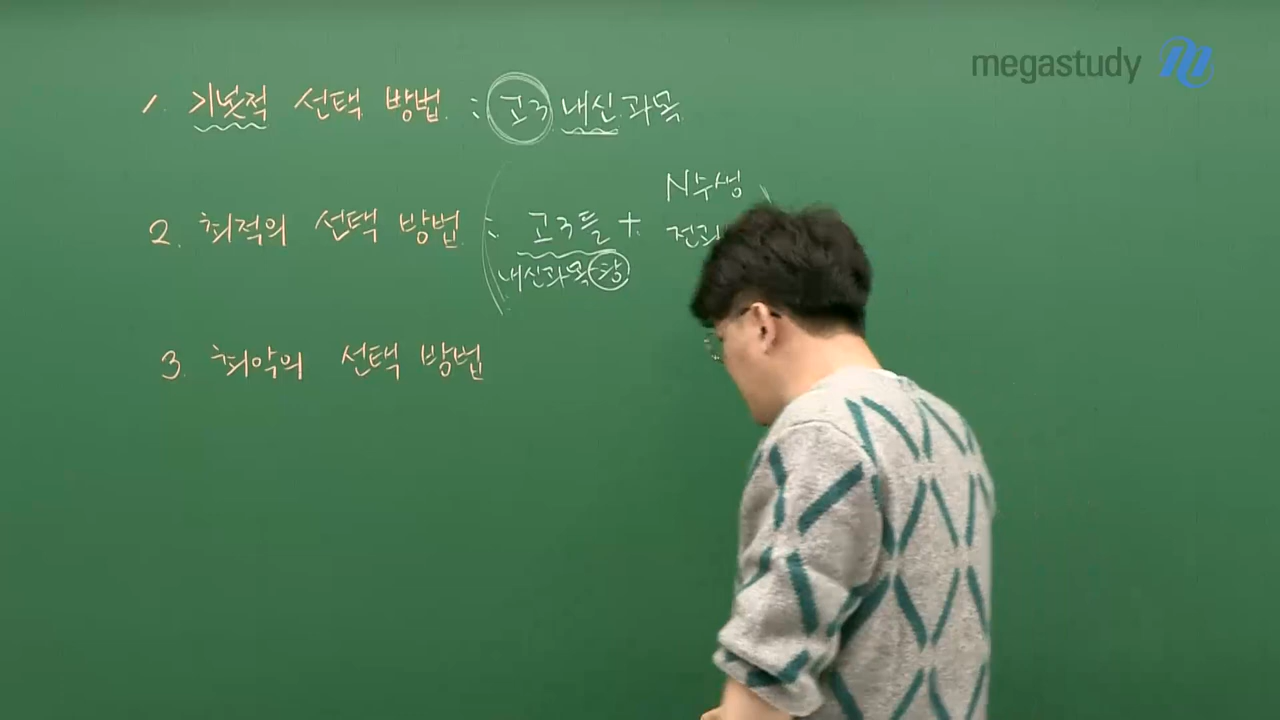 megastudy
1. 기본적 선택 방법 : 고3 내신과목
N수생
2. 최적의 선택 방법 : 고3들 +
내신과목
3. 최악의 선택 방법